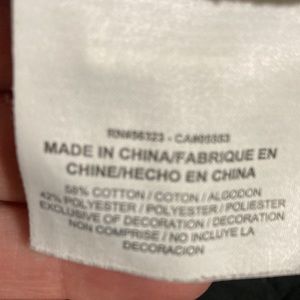 RN#56323 - CA#05553
MADE IN CHINA/FABRIQUE EN
CHINE/HECHO EN CHINA
58% COTTON / COTON / ALGODON
42% POLYESTER / POLYESTER / POLIESTER
EXCLUSIVE OF DECORATION / DECORATION
NON COMPRISE / NO INCLUYE LA
DECORACION